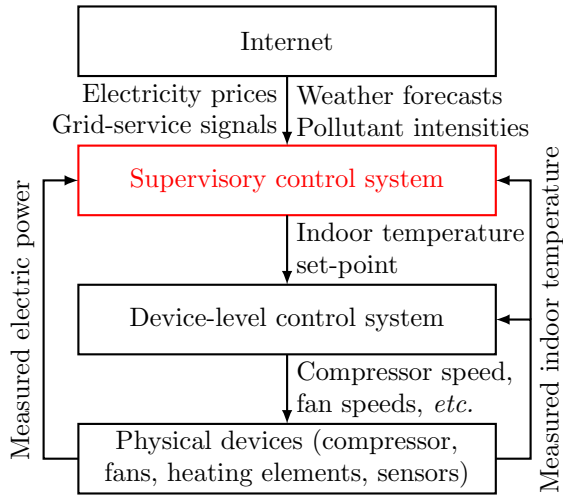 Internet
Electricity prices
Grid-service signals
Weather forecasts
Pollutant intensities
Supervisory control system
Indoor temperature
set-point
Device-level control system
Compressor speed,
fan speeds, etc.
Physical devices (compressor,
fans, heating elements, sensors)
Measured electric power
Measured indoor temperature